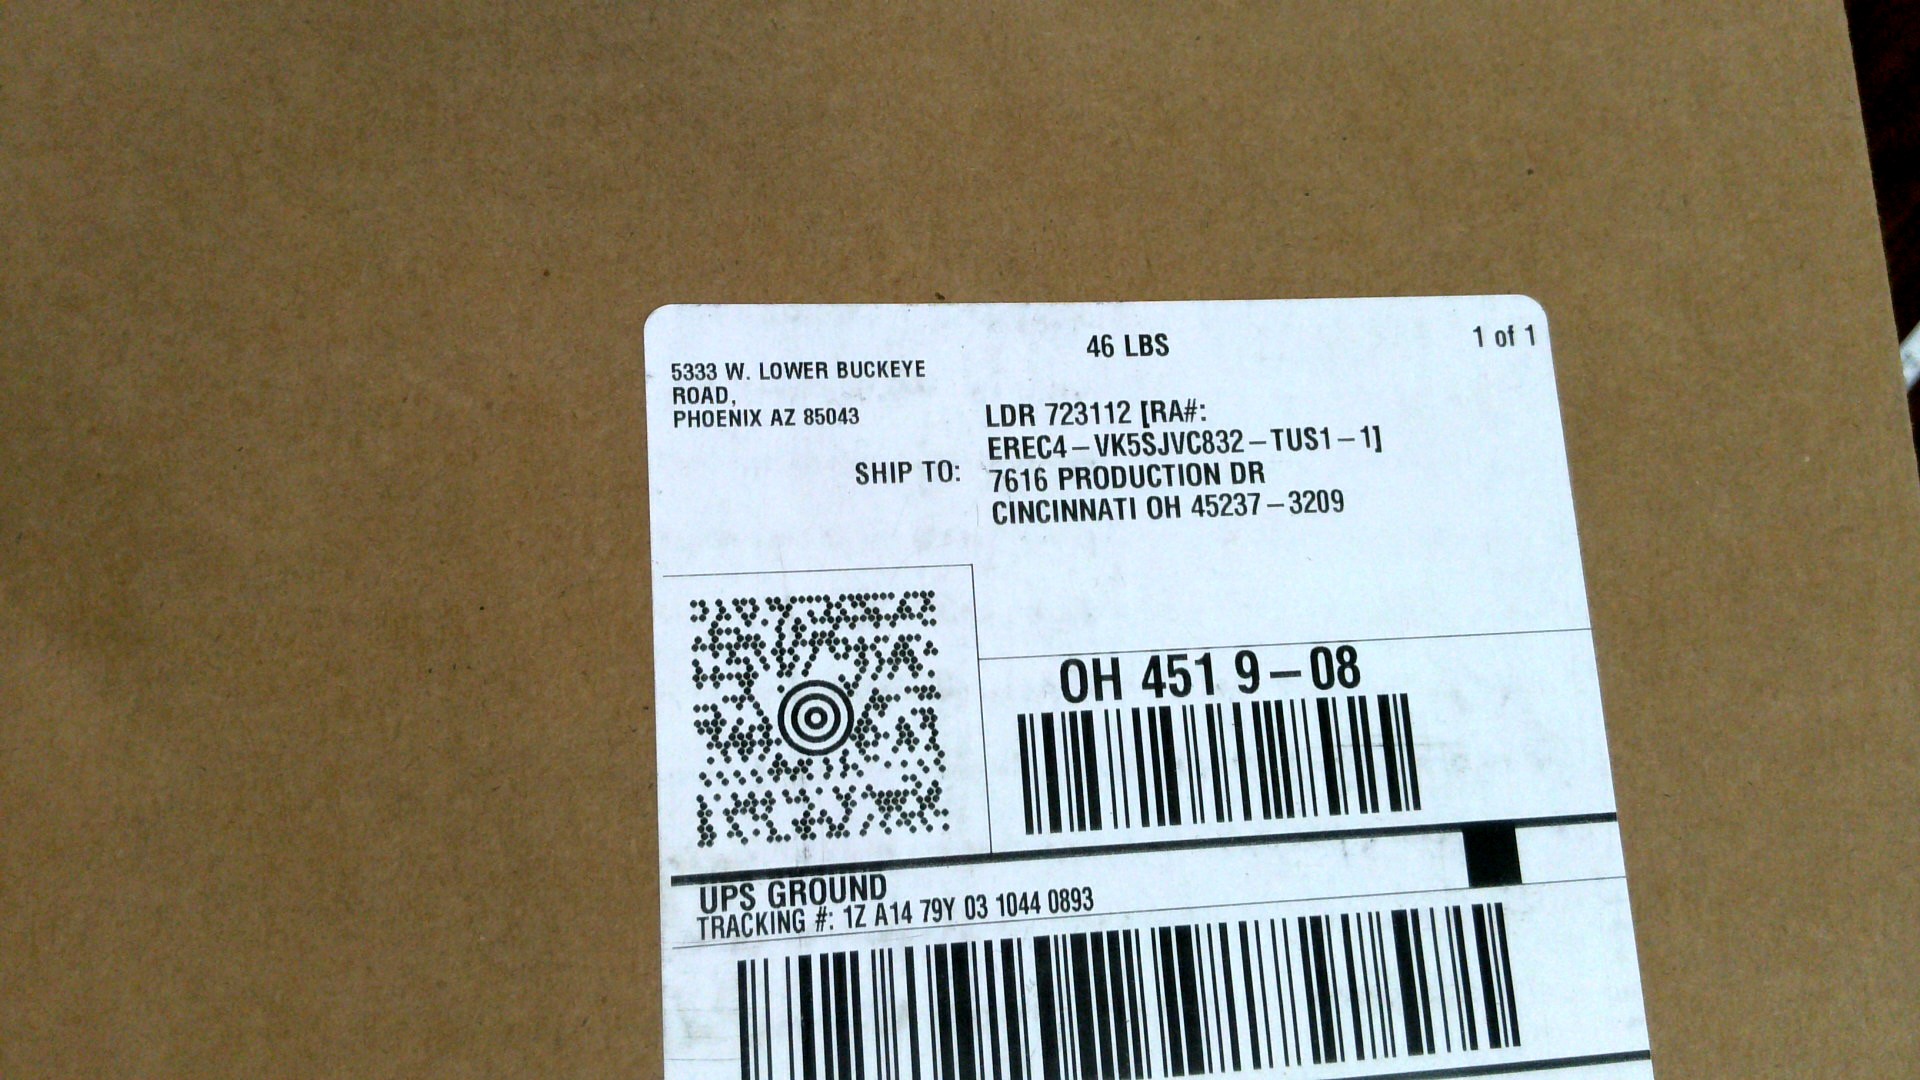 46 LBS
1 of 1
5333 W. LOWER BUCKEYE
ROAD,
PHOENIX AZ 85043
SHIP TO:
LDR 723112 [RA#:
EREC4-VK5SJVC832-TUS1-1]
7616 PRODUCTION DR
CINCINNATI OH 45237-3209
OH 451 9-08
UPS GROUND
TRACKING #: 1Z A14 79Y 03 1044 0893